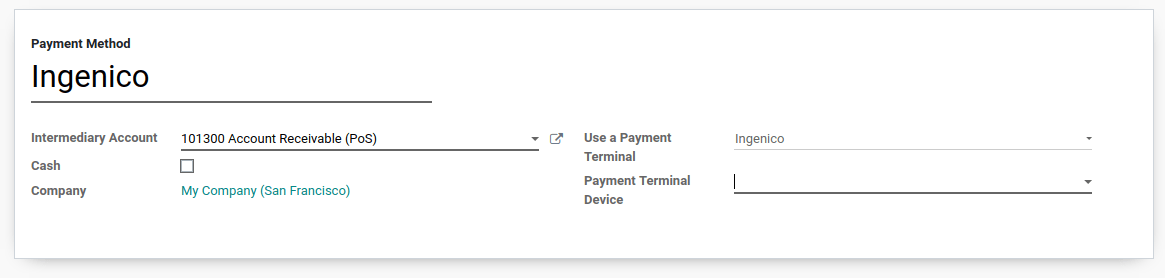 Payment Method
Ingenico
Intermediary Account
101300 Account Receivable (PoS)
Cash
Company
My Company (San Francisco)
Use a Payment
Terminal
Ingenico
Payment Terminal
Device